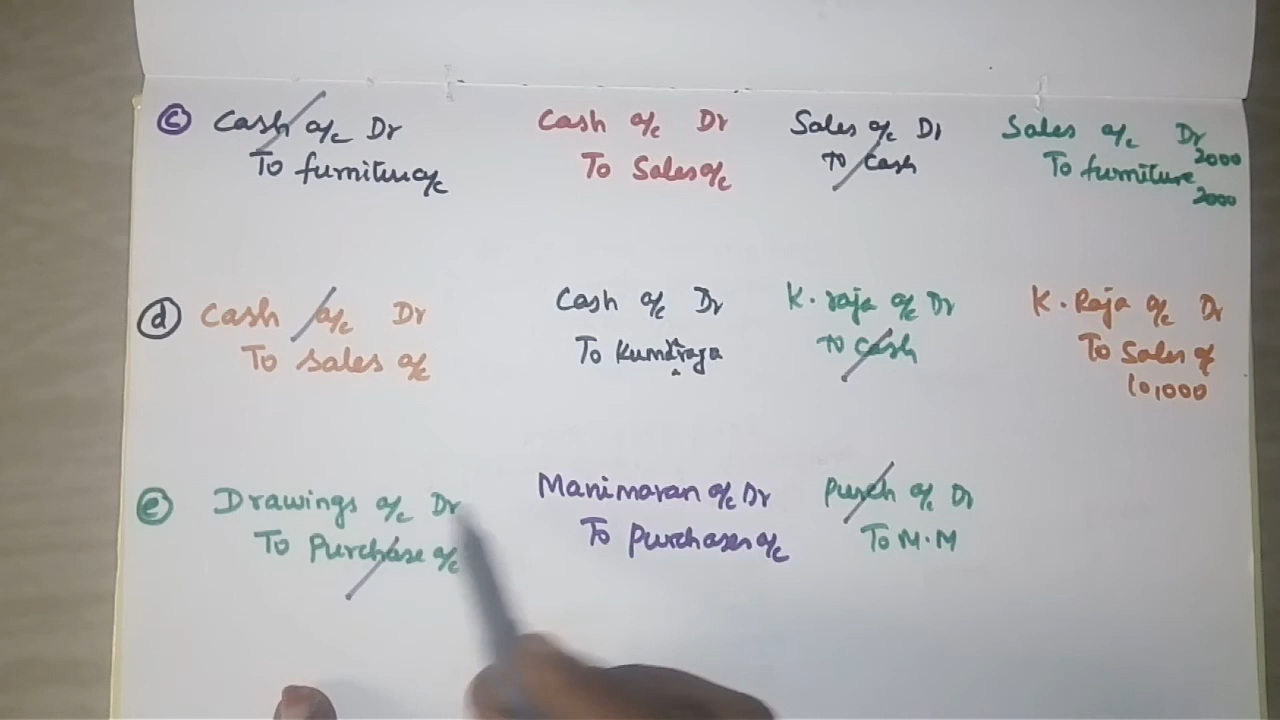 c Cash a/c Dr Cash a/c Dr Sales a/c Dr Sales a/c Dr 2000
To furniture a/c To Sales a/c To Cash To furniture 2000
d Cash a/c Dr Cash a/c Dr K. raja a/c Dr K. Raja a/c Dr
To Sales a/c To Cash To Sales a/c
10,000
e Drawings a/c Dr Manimaran a/c Dr Purch a/c Dr
To Purchase a/c To Purchases a/c To M.M